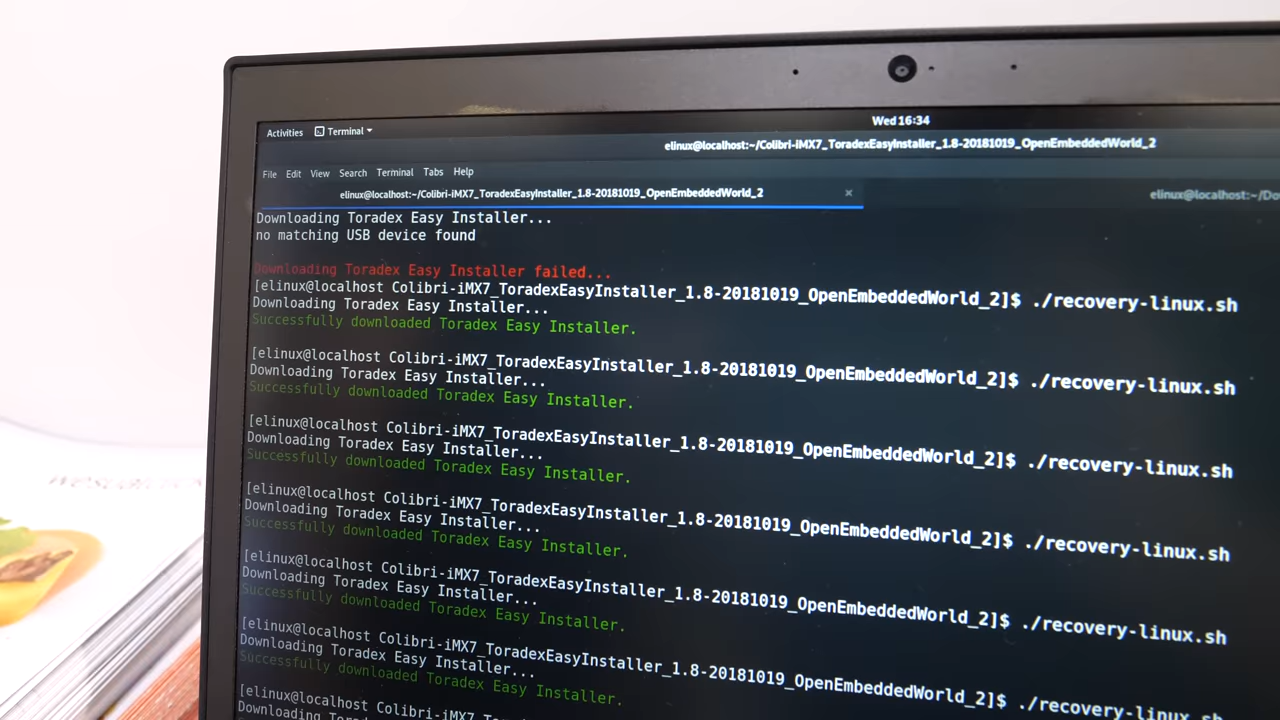 Activities Terminal
Wed 16:34
elinux@localhost:~/Colibri-iMX7_ToradexEasyInstaller_1.8-20181019_OpenEmbeddedWorld_2
File Edit View Search Terminal Tabs Help
elinux@localhost:~/Colibri-iMX7_ToradexEasyInstaller_1.8-20181019_OpenEmbeddedWorld_2 ×
elinux@localhost:~/Do
Downloading Toradex Easy Installer...
no matching USB device found
Downloading Toradex Easy Installer failed...
[elinux@localhost Colibri-iMX7_ToradexEasyInstaller_1.8-20181019_OpenEmbeddedWorld_2]$ ./recovery-linux.sh
Downloading Toradex Easy Installer...
Successfully downloaded Toradex Easy Installer.
[elinux@localhost Colibri-iMX7_ToradexEasyInstaller_1.8-20181019_OpenEmbeddedWorld_2]$ ./recovery-linux.sh
Downloading Toradex Easy Installer...
Successfully downloaded Toradex Easy Installer.
[elinux@localhost Colibri-iMX7_ToradexEasyInstaller_1.8-20181019_OpenEmbeddedWorld_2]$ ./recovery-linux.sh
Downloading Toradex Easy Installer...
Successfully downloaded Toradex Easy Installer.
[elinux@localhost Colibri-iMX7_ToradexEasyInstaller_1.8-20181019_OpenEmbeddedWorld_2]$ ./recovery-linux.sh
Downloading Toradex Easy Installer...
Successfully downloaded Toradex Easy Installer.
[elinux@localhost Colibri-iMX7_ToradexEasyInstaller_1.8-20181019_OpenEmbeddedWorld_2]$ ./recovery-linux.sh
Downloading Toradex Easy Installer...
Successfully downloaded Toradex Easy Installer.
[elinux@localhost Colibri-iMX7_ToradexEasyInstaller_1.8-20181019_OpenEmbeddedWorld_2]$ ./recovery-linux.sh
Downloading Toradex Easy Installer...
Successfully downloaded Toradex Easy Installer.
[elinux@localhost Colibri-iMX7_ToradexEasyInstaller_1.8-20181019
Downloading Toradex Easy